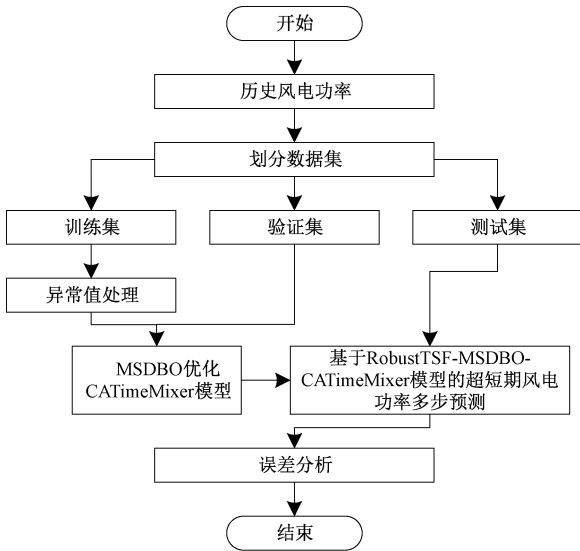 开始
历史风电功率
划分数据集
训练集
验证集
测试集
异常值处理
MSDBO优化
CATimeMixer模型
基于RobustTSF-MSDBO-
CATimeMixer模型的超短期风电
功率多步预测
误差分析
结束